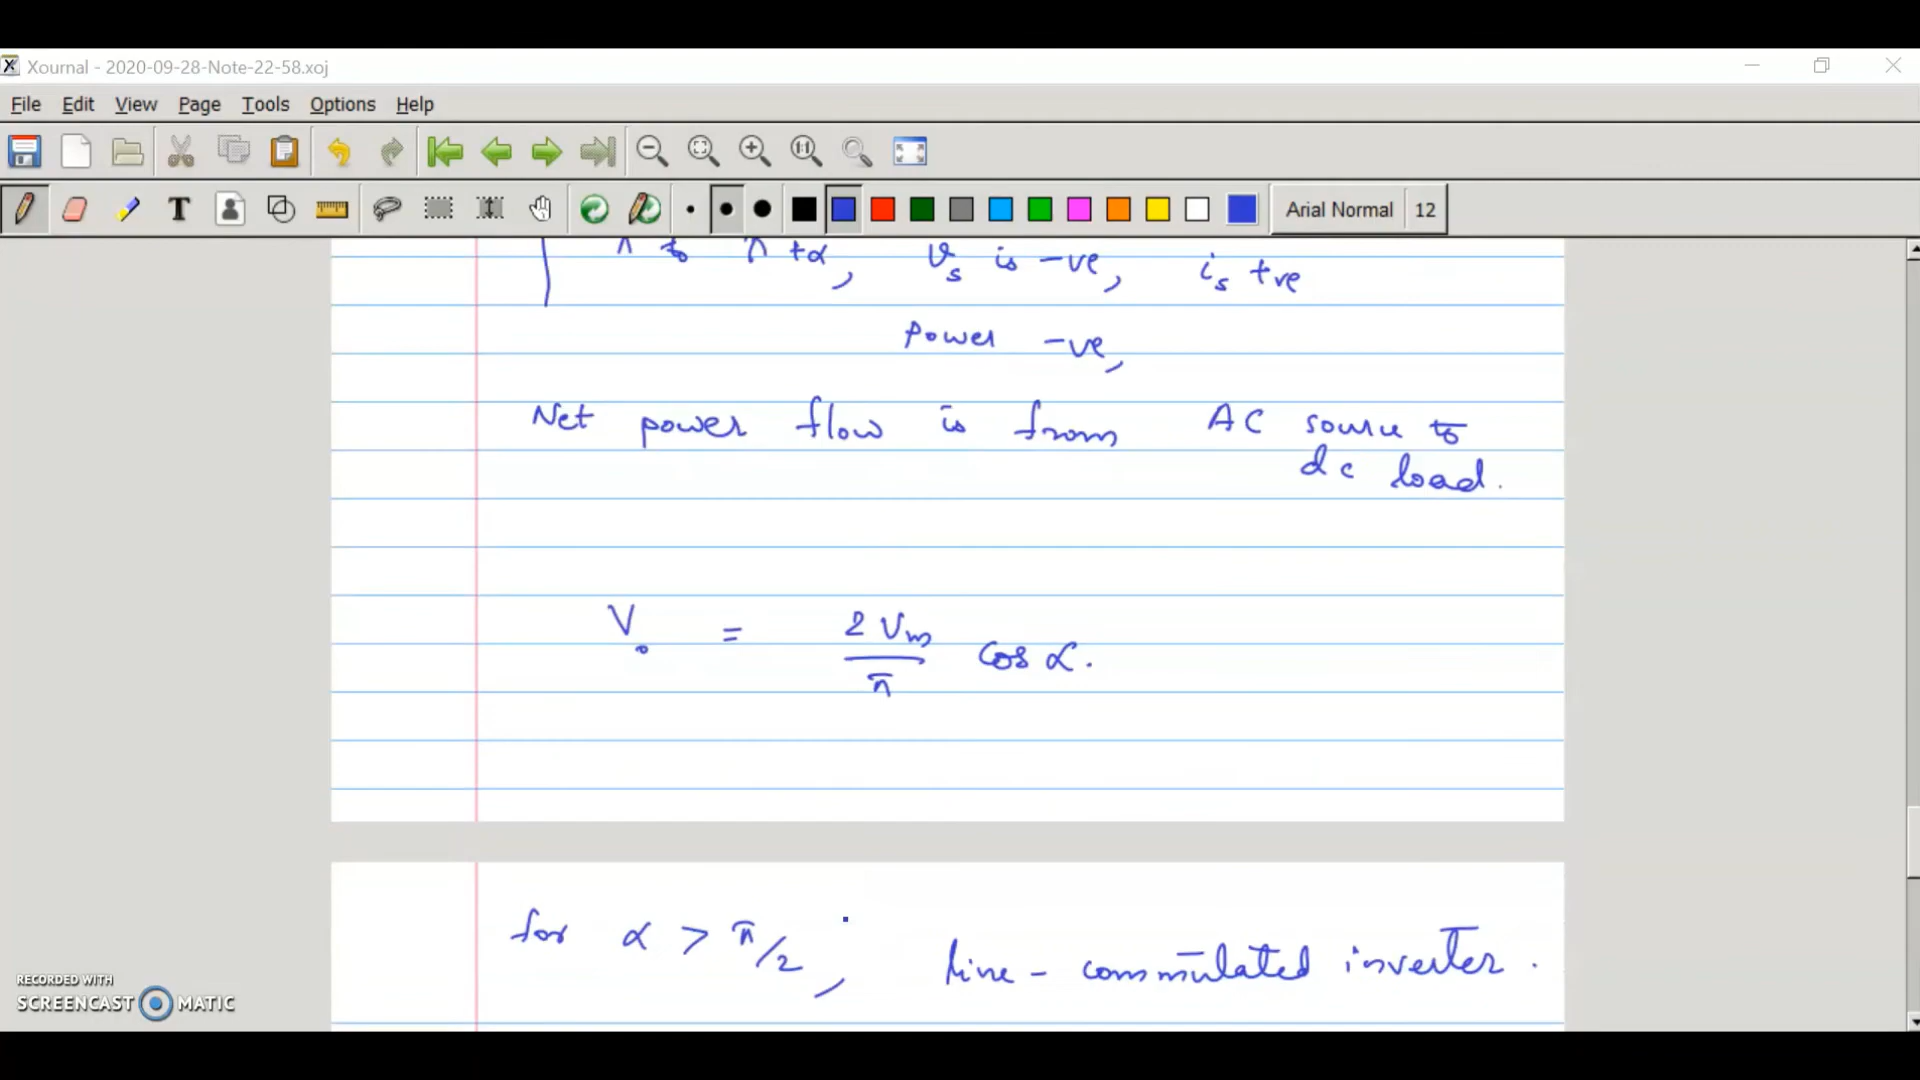 Xournal - 2020-09-28-Note-22-58.xoj
File Edit View Page Tools Options Help
Arial Normal 12
π to π +α, vs is -ve, is +ve
Power -ve,
Net power flow is from AC source to
dc load.
V₀ = 2 Vm / π cos α.
for α > π/2, line - commutated inverter.
RECORDED WITH
SCREENCAST MATIC